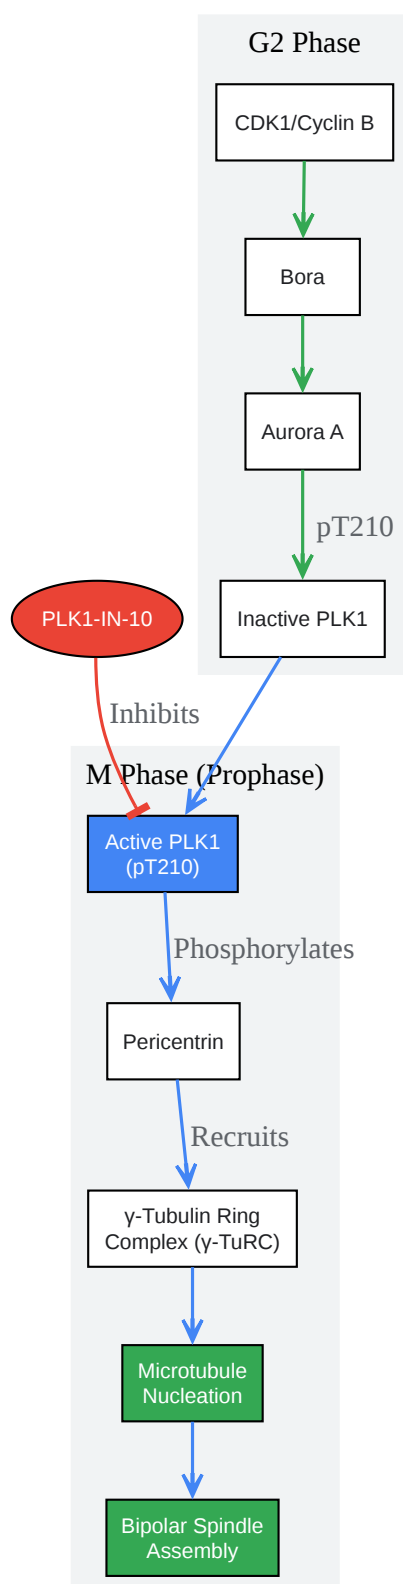 G2 Phase
CDK1/Cyclin B
Bora
Aurora A
pT210
PLK1-IN-10
Inactive PLK1
Inhibits
M Phase (Prophase)
Active PLK1
(pT210)
Phosphorylates
Pericentrin
Recruits
γ-Tubulin Ring
Complex (γ-TuRC)
Microtubule
Nucleation
Bipolar Spindle
Assembly